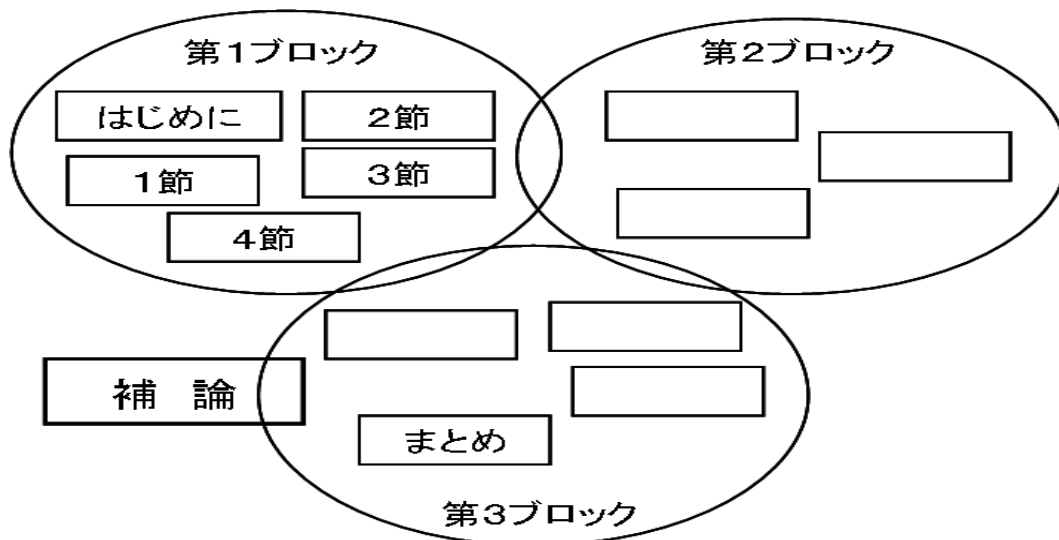 第1ブロック
はじめに
2節
1節
3節
4節
第2ブロック
補 論
まとめ
第3ブロック